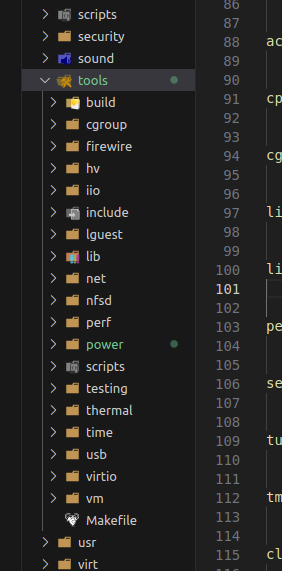 scripts
security
sound
tools
build
cgroup
firewire
hv
iio
include
lguest
lib
net
nfsd
perf
power
scripts
testing
thermal
time
usb
virtio
vm
Makefile
usr
virt
86
87
88 ac
89
90
91 cp
92
93
94 cg
95
96
97 li
98
99
100 li
101
102
103 pe
104
105
106 se
107
108
109 tu
110
111
112 tm
113
114
115 cl